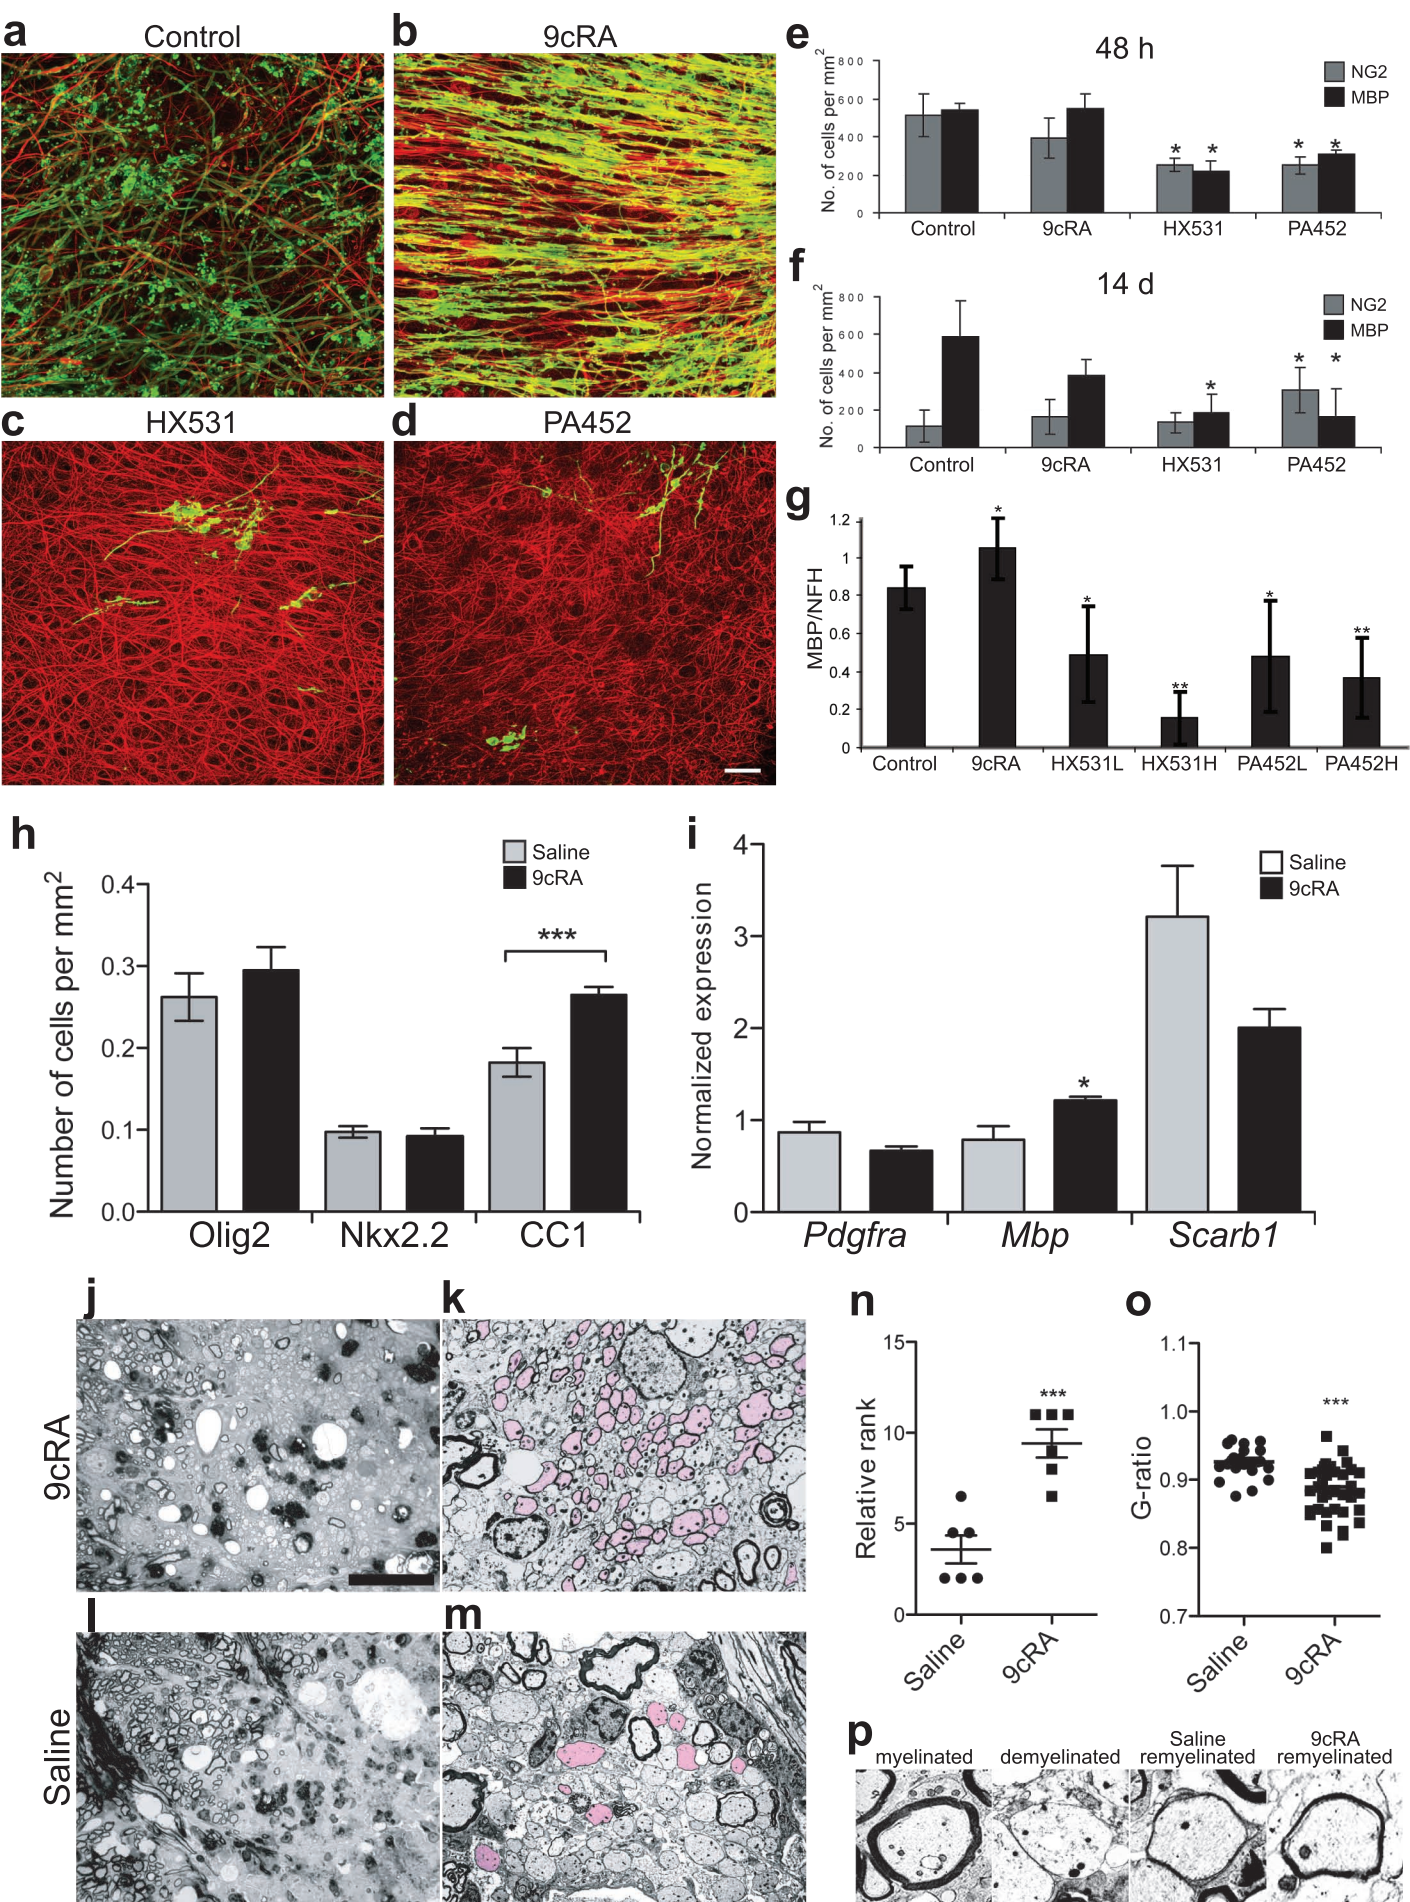 a
Control
b
9cRA
c
HX531
d
PA452
e
48 h
No. of cells per mm2
800
600
400
200
0
NG2
MBP
* * * *
Control 9cRA HX531 PA452
f
14 d
No. of cells per mm2
800
600
400
200
0
NG2
MBP
* * *
Control 9cRA HX531 PA452
g
MBP/NFH
1.2
1
0.8
0.6
0.4
0.2
0
* * ** * **
Control 9cRA HX531L HX531H PA452L PA452H
h
Number of cells per mm2
0.4
0.3
0.2
0.1
0.0
Saline
9cRA
***
Olig2 Nkx2.2 CC1
i
Normalized expression
4
3
2
1
0
Saline
9cRA
*
Pdgfra Mbp Scarb1
j
k
9cRA
l
m
Saline
n
Relative rank
15
10
5
0
***
Saline 9cRA
o
G-ratio
1.1
1.0
0.9
0.8
0.7
***
Saline 9cRA
p
myelinated
demyelinated
Saline
remyelinated
9cRA
remyelinated